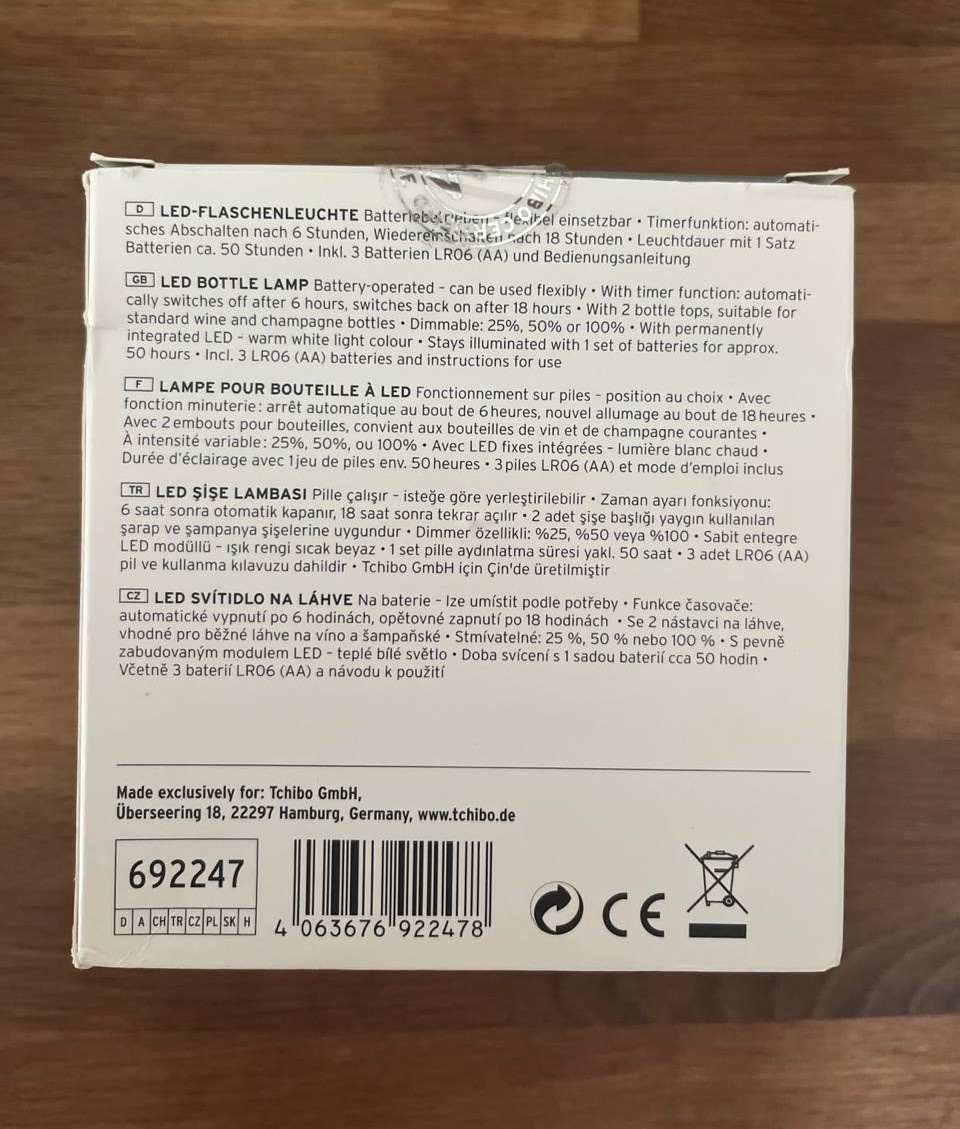 D LED-FLASCHENLEUCHTE Batteriebetrieben - flexibel einsetzbar • Timerfunktion: automati-
sches Abschalten nach 6 Stunden, Wiedereinschalten nach 18 Stunden • Leuchtdauer mit 1 Satz
Batterien ca. 50 Stunden • Inkl. 3 Batterien LR06 (AA) und Bedienungsanleitung
GB LED BOTTLE LAMP Battery-operated – can be used flexibly • With timer function: automati-
cally switches off after 6 hours, switches back on after 18 hours • With 2 bottle tops, suitable for
standard wine and champagne bottles • Dimmable: 25%, 50% or 100% • With permanently
integrated LED – warm white light colour • Stays illuminated with 1 set of batteries for approx.
50 hours • Incl. 3 LR06 (AA) batteries and instructions for use
F LAMPE POUR BOUTEILLE À LED Fonctionnement sur piles – position au choix • Avec
fonction minuterie : arrêt automatique au bout de 6 heures, nouvel allumage au bout de 18 heures •
Avec 2 embouts pour bouteilles, convient aux bouteilles de vin et de champagne courantes •
À intensité variable : 25%, 50%, ou 100% • Avec LED fixes intégrées – lumière blanc chaud •
Durée d'éclairage avec 1 jeu de piles env. 50 heures • 3 piles LR06 (AA) et mode d'emploi inclus
TR LED ŞİŞE LAMBASI Pille çalışır – isteğe göre yerleştirilebilir • Zaman ayarı fonksiyonu:
6 saat sonra otomatik kapanır, 18 saat sonra tekrar açılır • 2 adet şişe başlığı yaygın kullanılan
şarap ve şampanya şişelerine uygundur • Dimmer özellikli: %25, %50 veya %100 • Sabit entegre
LED modüllü – ışık rengi sıcak beyaz • 1 set pille aydınlatma süresi yakl. 50 saat • 3 adet LR06 (AA)
pil ve kullanma kılavuzu dahildir • Tchibo GmbH için Çin'de üretilmiştir
CZ LED SVÍTIDLO NA LÁHVE Na baterie – lze umístit podle potřeby • Funkce časovače:
automatické vypnutí po 6 hodinách, opětovné zapnutí po 18 hodinách • Se 2 nástavci na láhve,
vhodné pro běžné láhve na víno a šampaňské • Stmívatelné: 25 %, 50 % nebo 100 % • S pevně
zabudovaným modulem LED – teplé bílé světlo • Doba svícení s 1 sadou baterií cca 50 hodin •
Včetně 3 baterií LR06 (AA) a návodu k použití
Made exclusively for: Tchibo GmbH,
Überseering 18, 22297 Hamburg, Germany, www.tchibo.de
692247
D A CH TR CZ PL SK H
4 063676 922478
CE